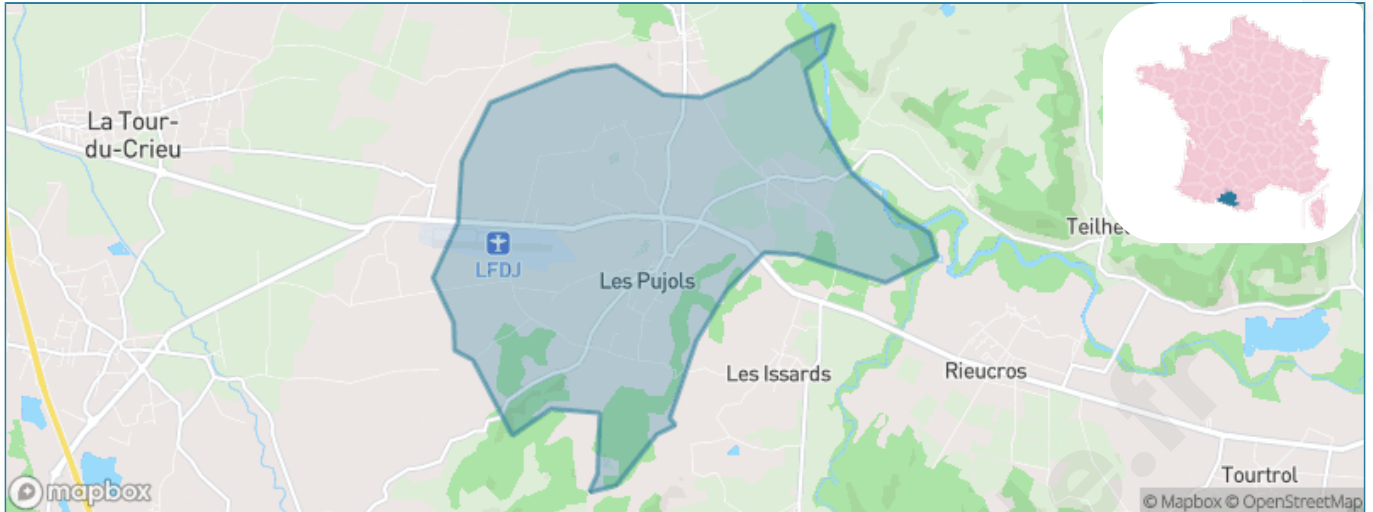 La Tour-
du-Crieu
LFDJ
Les Pujols
Les Issards
Rieucros
Tourtrol
mapbox
© Mapbox © OpenStreetMap